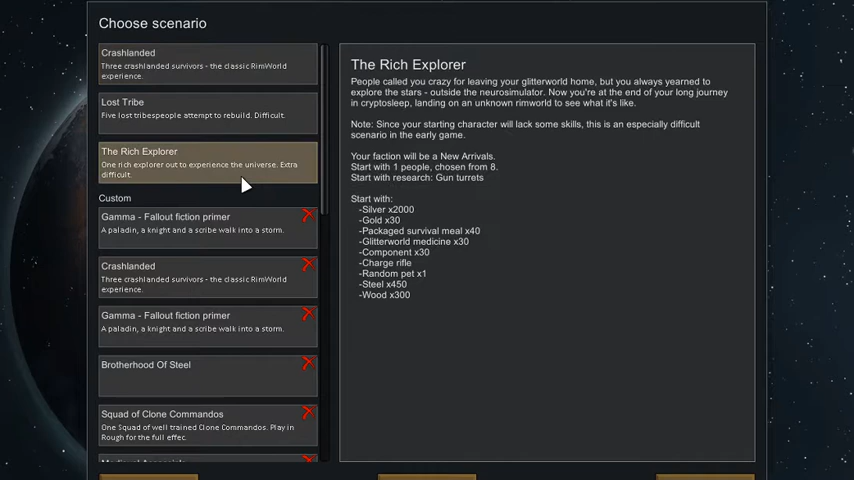 Choose scenario
Crashlanded
Three crashlanded survivors - the classic RimWorld
experience.
Lost Tribe
Five lost tribespeople attempt to rebuild. Difficult.
The Rich Explorer
One rich explorer out to experience the universe. Extra
difficult.
Custom
Gamma - Fallout fiction primer
A paladin, a knight and a scribe walk into a storm.
Crashlanded
Three crashlanded survivors - the classic RimWorld
experience.
Gamma - Fallout fiction primer
A paladin, a knight and a scribe walk into a storm.
Brotherhood Of Steel
Squad of Clone Commandos
One Squad of well trained Clone Commandos. Play in
Rough for the full effec.
The Rich Explorer
People called you crazy for leaving your glitterworld home, but you always yearned to
explore the stars - outside the neurosimulator. Now you're at the end of your long journey
in cryptosleep, landing on an unknown rimworld to see what it's like.
Note: Since your starting character will lack some skills, this is an especially difficult
scenario in the early game.
Your faction will be a New Arrivals.
Start with 1 people, chosen from 8.
Start with research: Gun turrets
Start with:
-Silver x2000
-Gold x30
-Packaged survival meal x40
-Glitterworld medicine x30
-Component x30
-Charge rifle
-Random pet x1
-Steel x450
-Wood x300